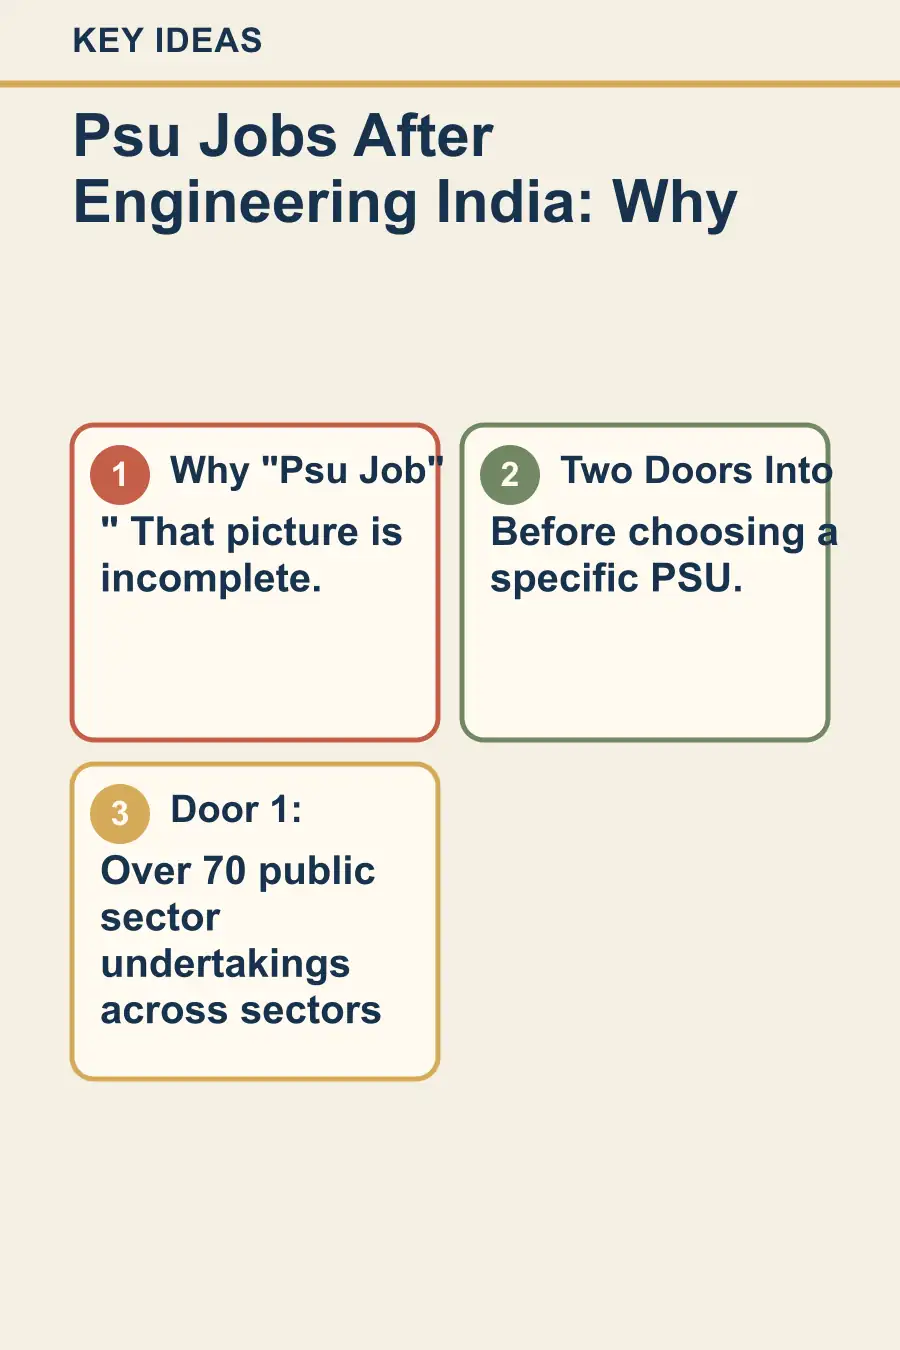 KEY IDEAS
Psu Jobs After
Engineering India: Why
1
Why "Psu Job"
" That picture is
incomplete.
2
Two Doors Into
Before choosing a
specific PSU.
3
Door 1:
Over 70 public
sector
undertakings
across sectors